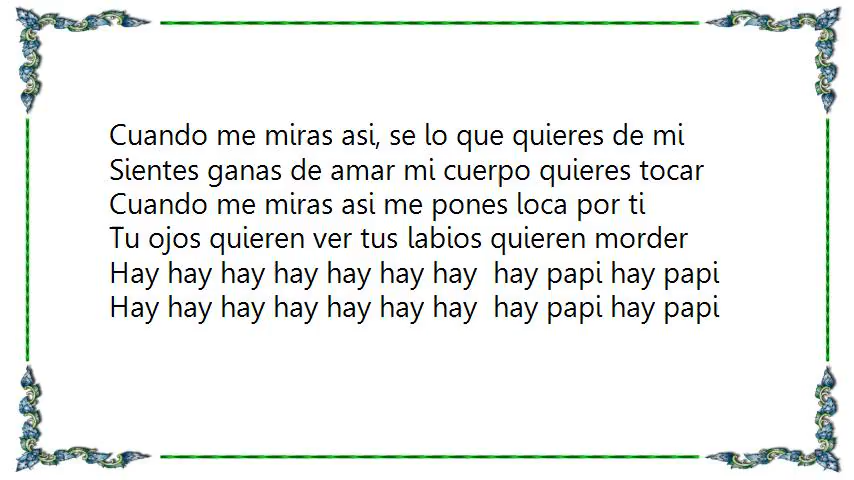 Cuando me miras asi, se lo que quieres de mi
Sientes ganas de amar mi cuerpo quieres tocar
Cuando me miras asi me pones loca por ti
Tu ojos quieren ver tus labios quieren morder
Hay hay hay hay hay hay hay  hay papi hay papi
Hay hay hay hay hay hay hay  hay papi hay papi